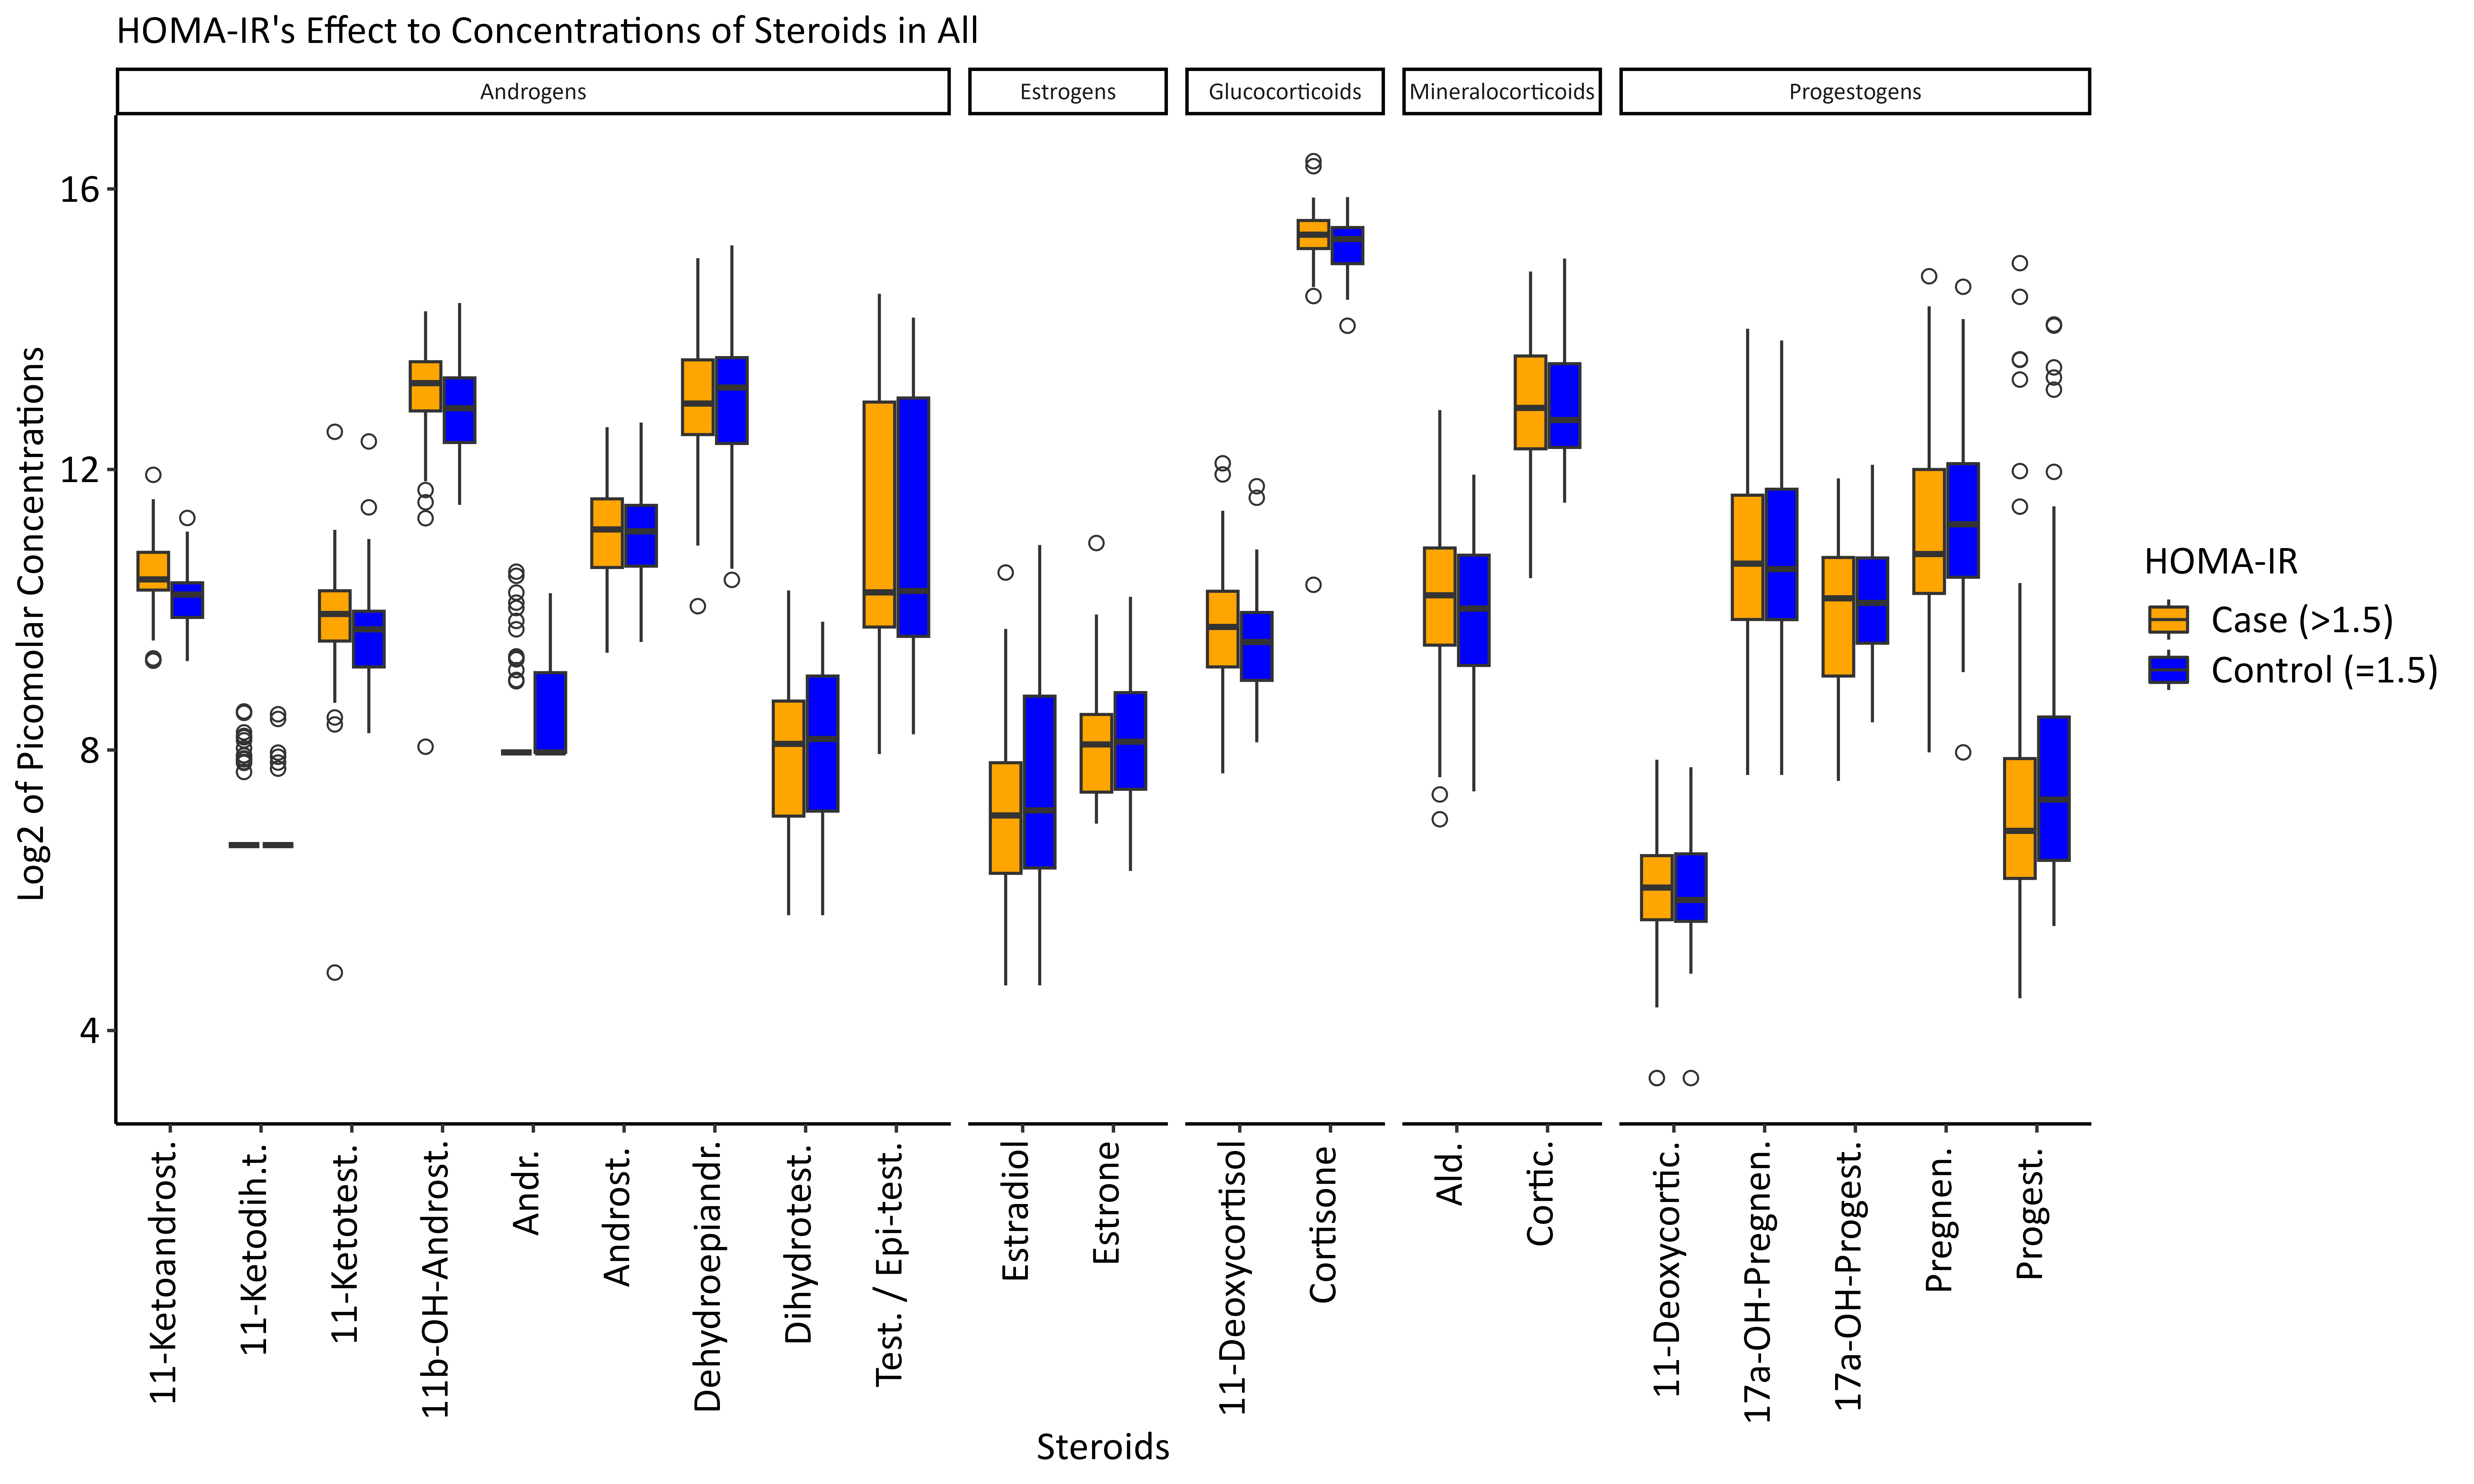 HOMA-IR's Effect to Concentrations of Steroids in All
Androgens
Estrogens
Glucocorticoids
Mineralocorticoids
Progestogens
Log2 of Picomolar Concentrations
16
12
8
4
11-Ketoandrost.
11-Ketodih.t.
11-Ketotest.
11b-OH-Androst.
Andr.
Androst.
Dehydroepiandr.
Dihydrotest.
Test. / Epi-test.
Estradiol
Estrone
11-Deoxycortisol
Cortisone
Ald.
Cortic.
11-Deoxycortic.
17a-OH-Pregnen.
17a-OH-Progest.
Pregnen.
Progest.
Steroids
HOMA-IR
Case (>1.5)
Control (=1.5)